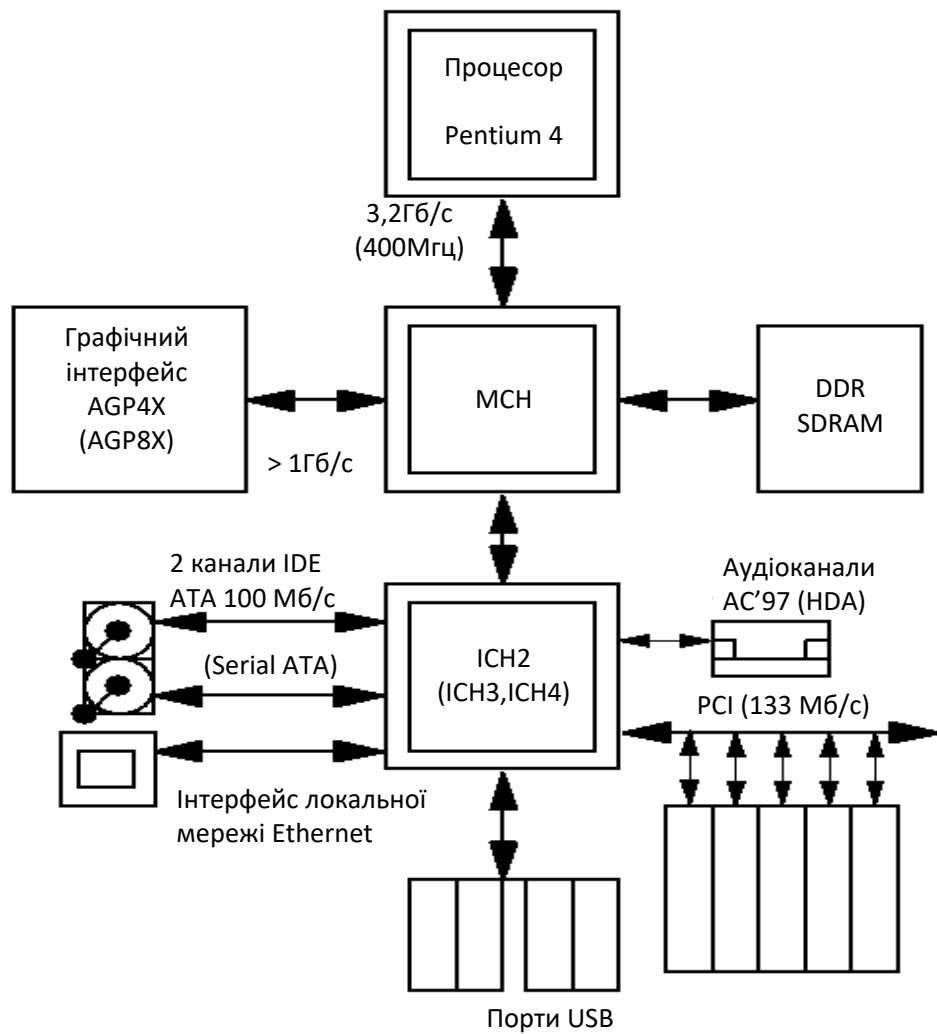 Процесор
Pentium 4
3,2Гб/с
(400Мгц)
Графічний
інтерфейс
AGP4X
(AGP8X)
> 1Гб/с
МСН
DDR
SDRAM
2 канали IDE
ATA 100 Мб/с
(Serial ATA)
ICH2
(ICH3,ICH4)
Аудіоканали
AC’97 (HDA)
PCI (133 Мб/с)
Інтерфейс локальної
мережі Ethernet
Порти USB